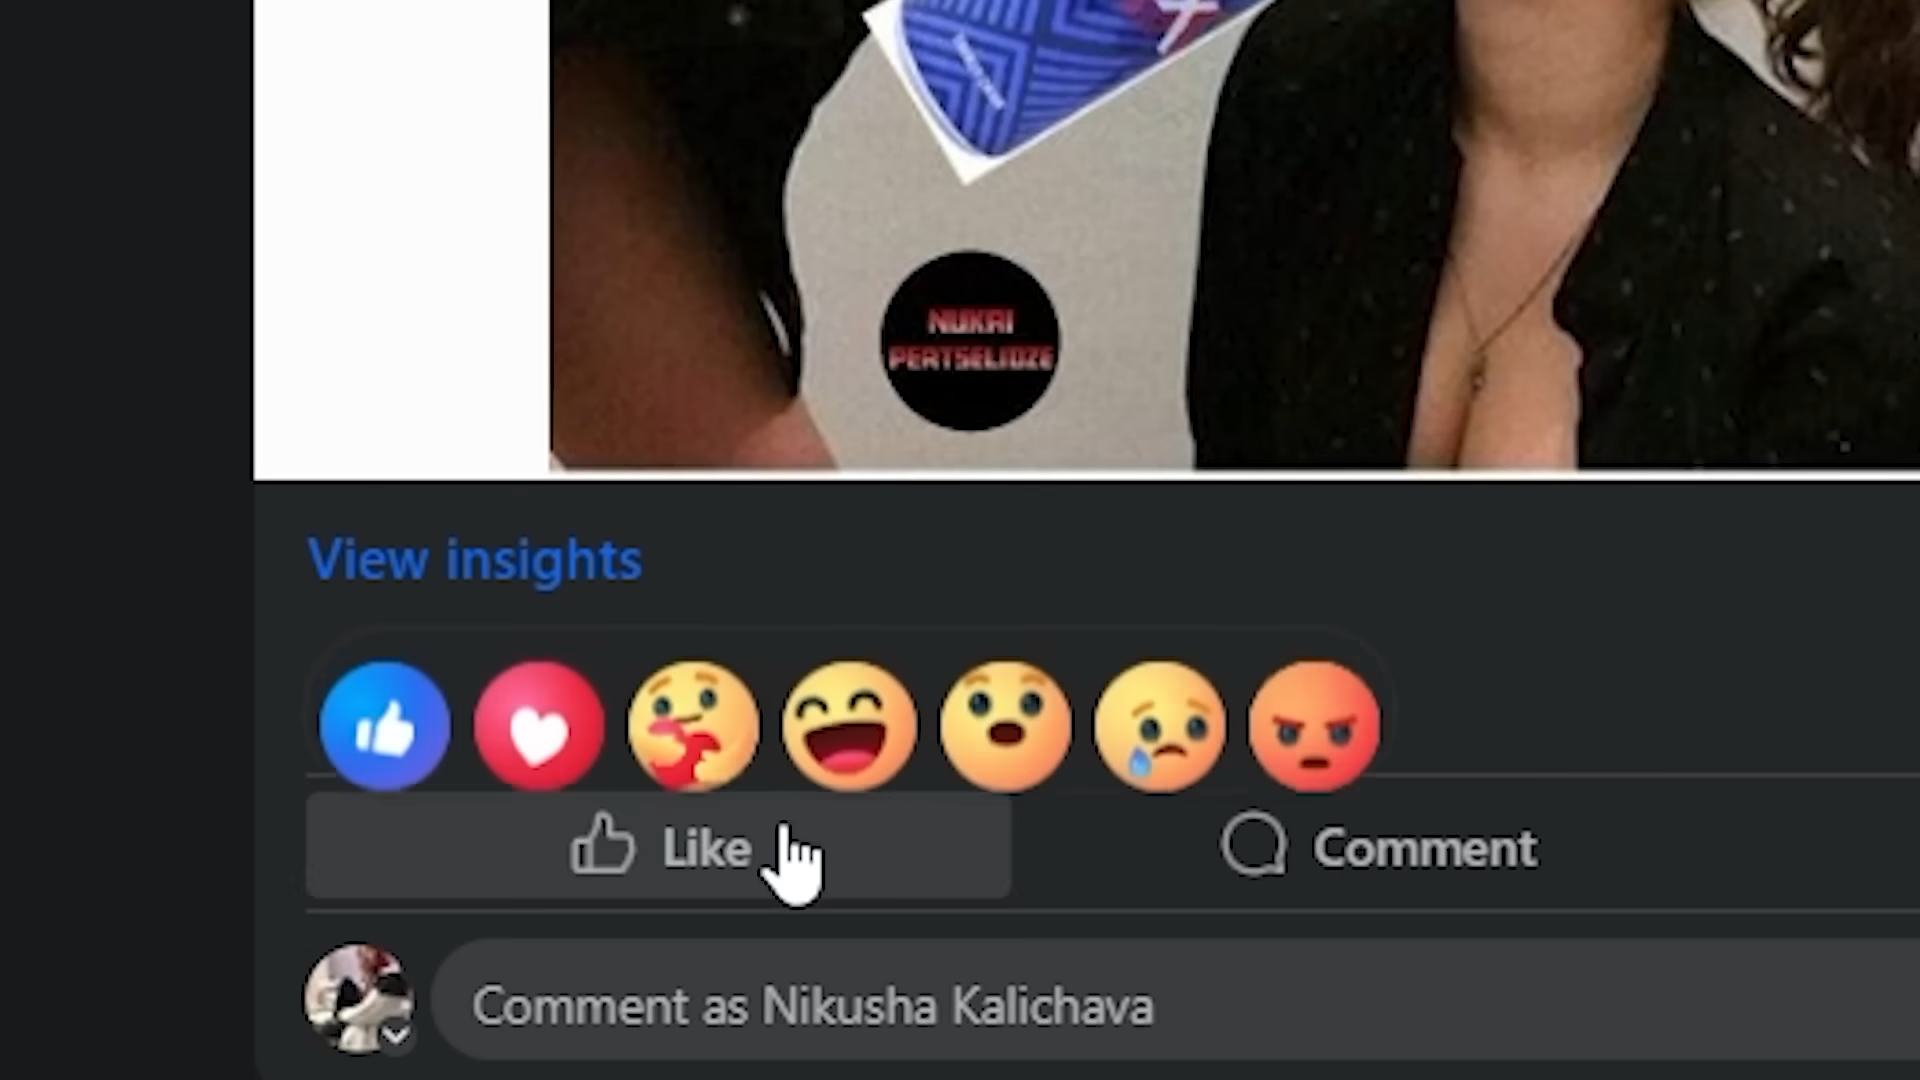 NUKRI
PERTSELIDZE
View insights
Like
Comment
Comment as Nikusha Kalichava